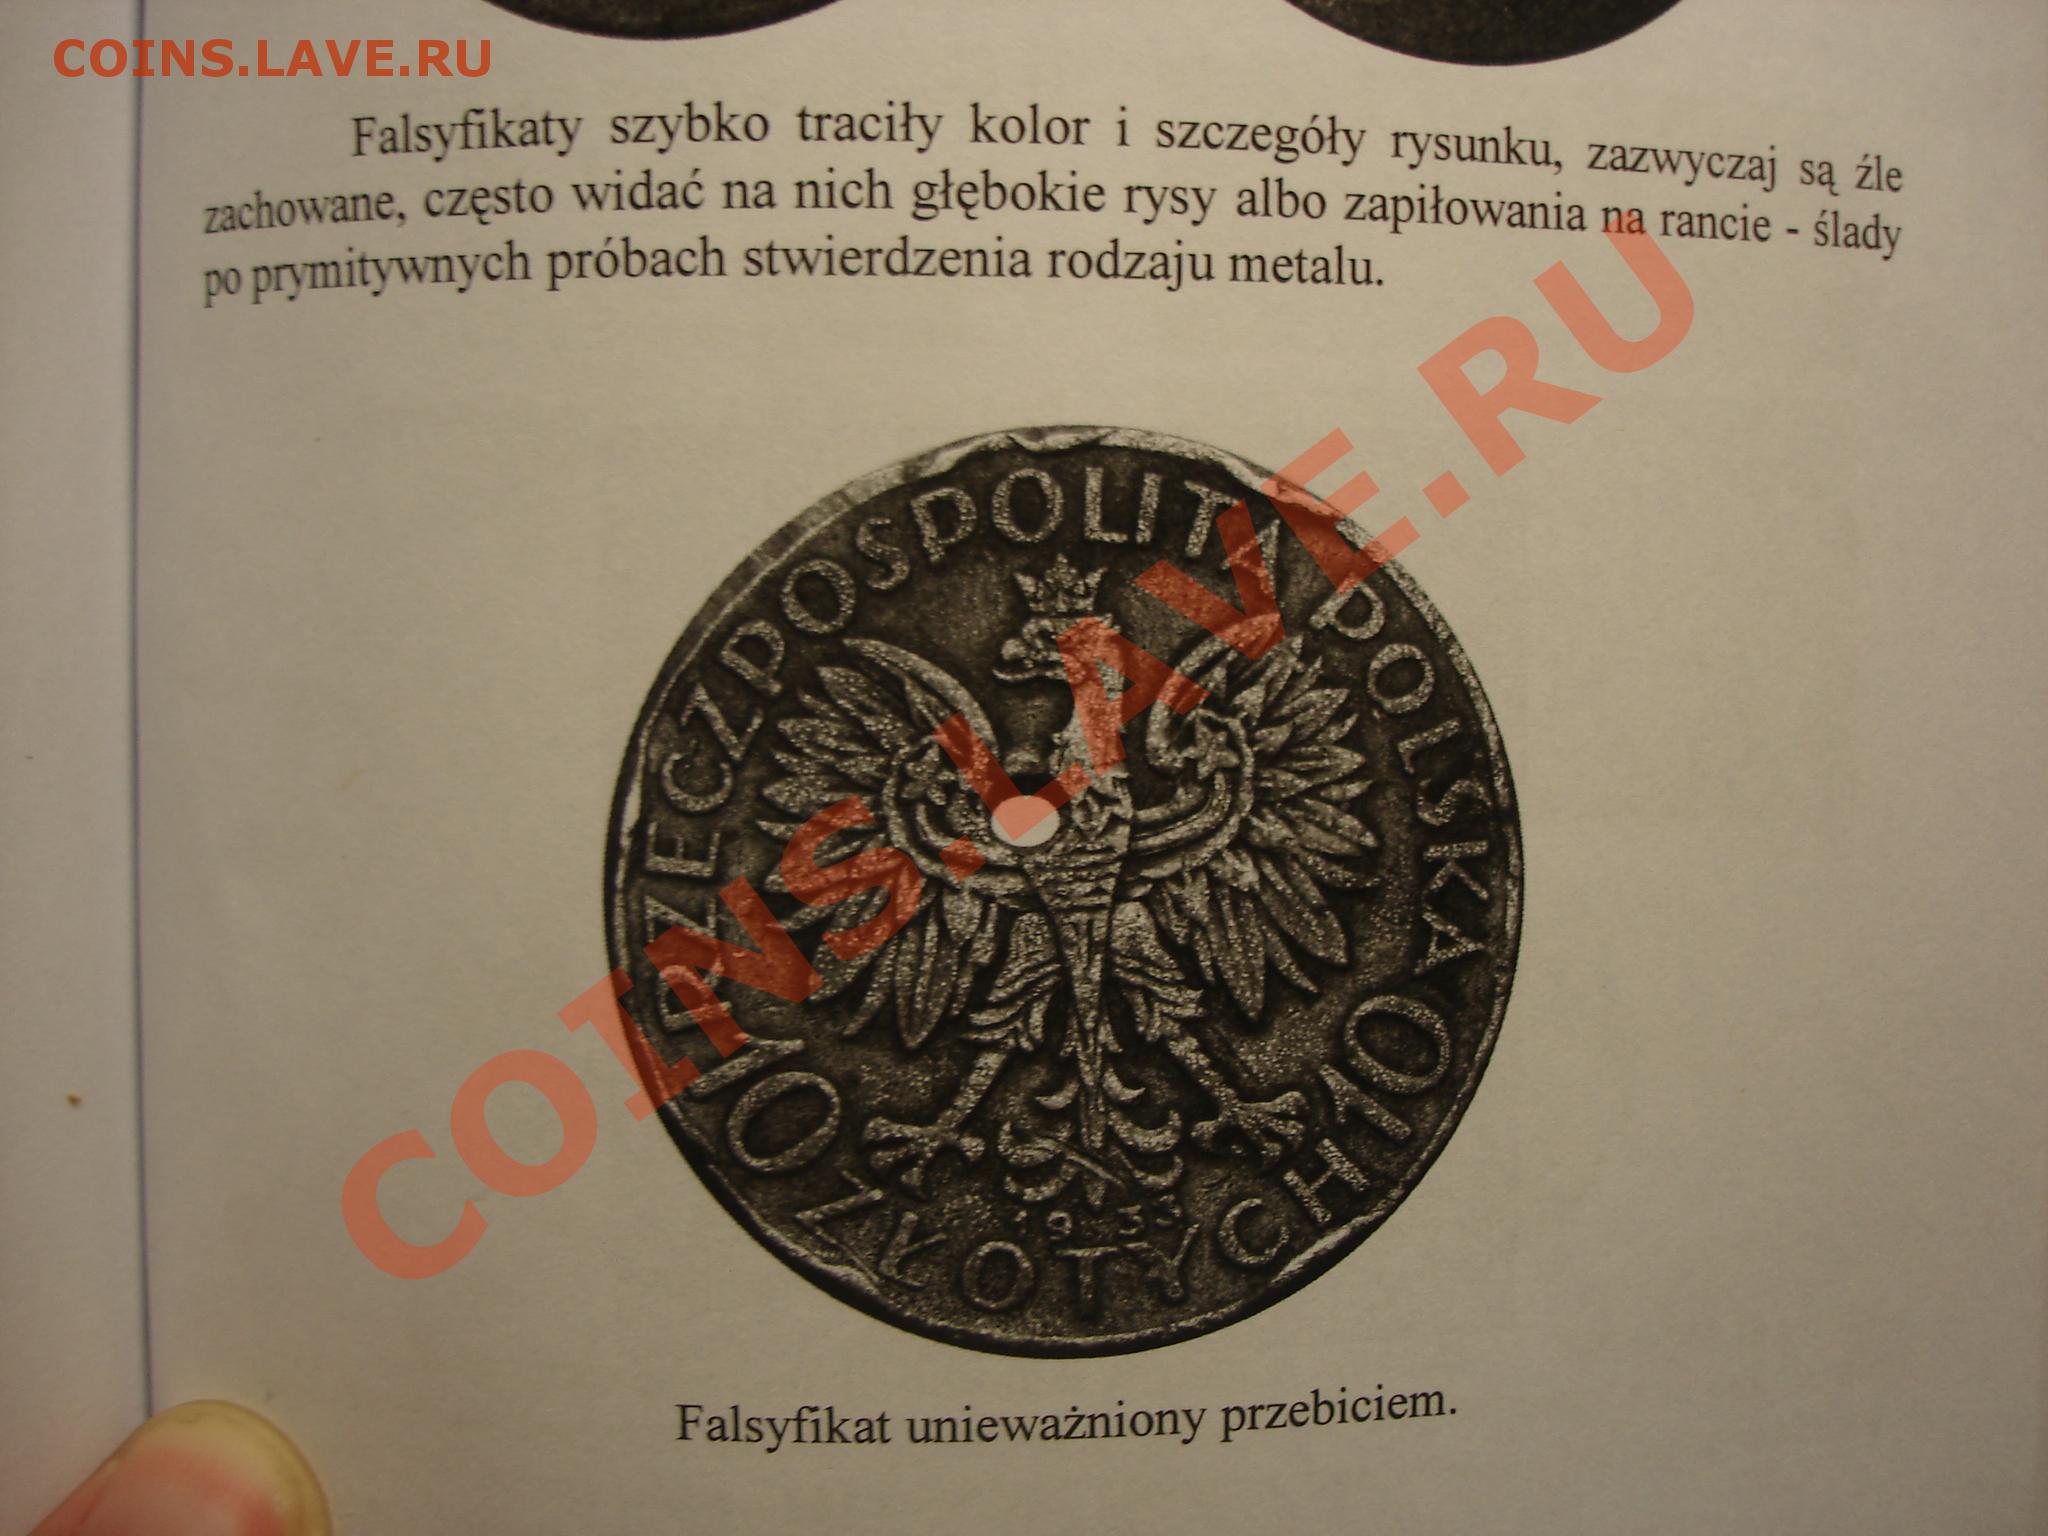 COINS.LAVE.RU
Falsyfikaty szybko traciły kolor i szczegóły rysunku, zazwyczaj są źle
zachowane, często widać na nich głębokie rysy albo zapiłowania na rancie - ślady
po prymitywnych próbach stwierdzenia rodzaju metalu.
RZECZPOSPOLITA POLSKA
10 ZŁOTYCH 10
1933
COINS.LAVE.RU
Falsyfikat unieważniony przebiciem.